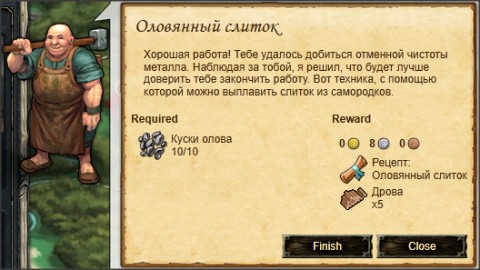 Оловянный слиток
Хорошая работа! Тебе удалось добиться отменной чистоты
металла. Наблюдая за тобой, я решил, что будет лучше
доверить тебе закончить работу. Вот техника, с помощью
которой можно выплавить слиток из самородков.
Required
Reward
Куски олова
10/10
0 8 0
Рецепт:
Оловянный слиток
Дрова
x5
Finish
Close